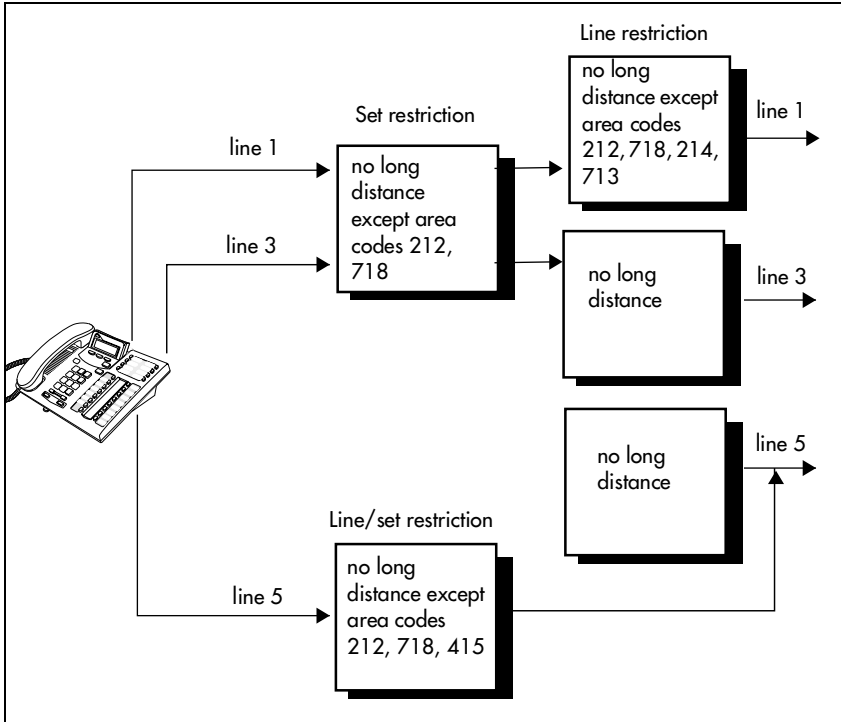 Line restriction
no long
distance except
area codes
212, 718, 214,
713
line 1
Set restriction
line 1
no long
distance
except area
codes 212,
718
line 3
no long
distance
line 3
no long
distance
line 5
Line/set restriction
no long
distance except
area codes
212, 718, 415
line 5